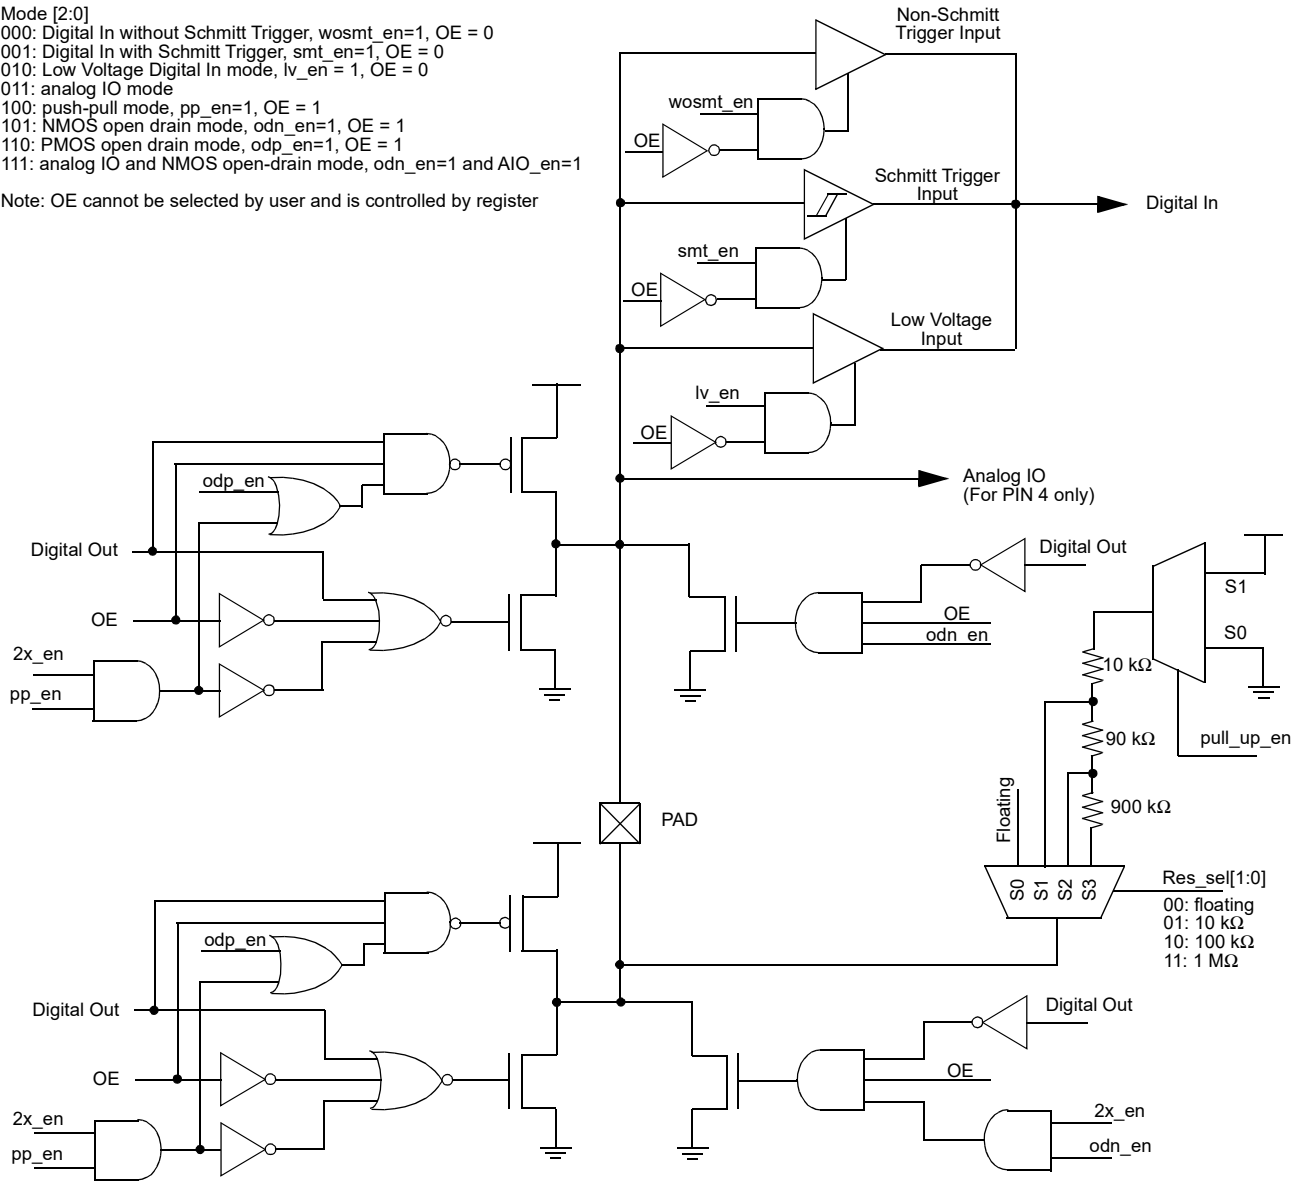 Mode [2:0]
000: Digital In without Schmitt Trigger, wosmt_en=1, OE = 0
001: Digital In with Schmitt Trigger, smt_en=1, OE = 0
010: Low Voltage Digital In mode, lv_en = 1, OE = 0
011: analog IO mode
100: push-pull mode, pp_en=1, OE = 1
101: NMOS open drain mode, odn_en=1, OE = 1
110: PMOS open drain mode, odp_en=1, OE = 1
111: analog IO and NMOS open-drain mode, odn_en=1 and AIO_en=1
Note: OE cannot be selected by user and is controlled by register
Non-Schmitt
Trigger Input
wosmt_en
OE
Schmitt Trigger
Input
Digital In
smt_en
OE
Low Voltage
Input
lv_en
OE
Analog IO
(For PIN 4 only)
odp_en
Digital Out
OE
2x_en
pp_en
Digital Out
OE
odn_en
S1
S0
10 kΩ
pull_up_en
90 kΩ
900 kΩ
Floating
PAD
S0
S1
S2
S3
Res_sel[1:0]
00: floating
01: 10 kΩ
10: 100 kΩ
11: 1 MΩ
odp_en
Digital Out
OE
2x_en
pp_en
Digital Out
OE
2x_en
odn_en